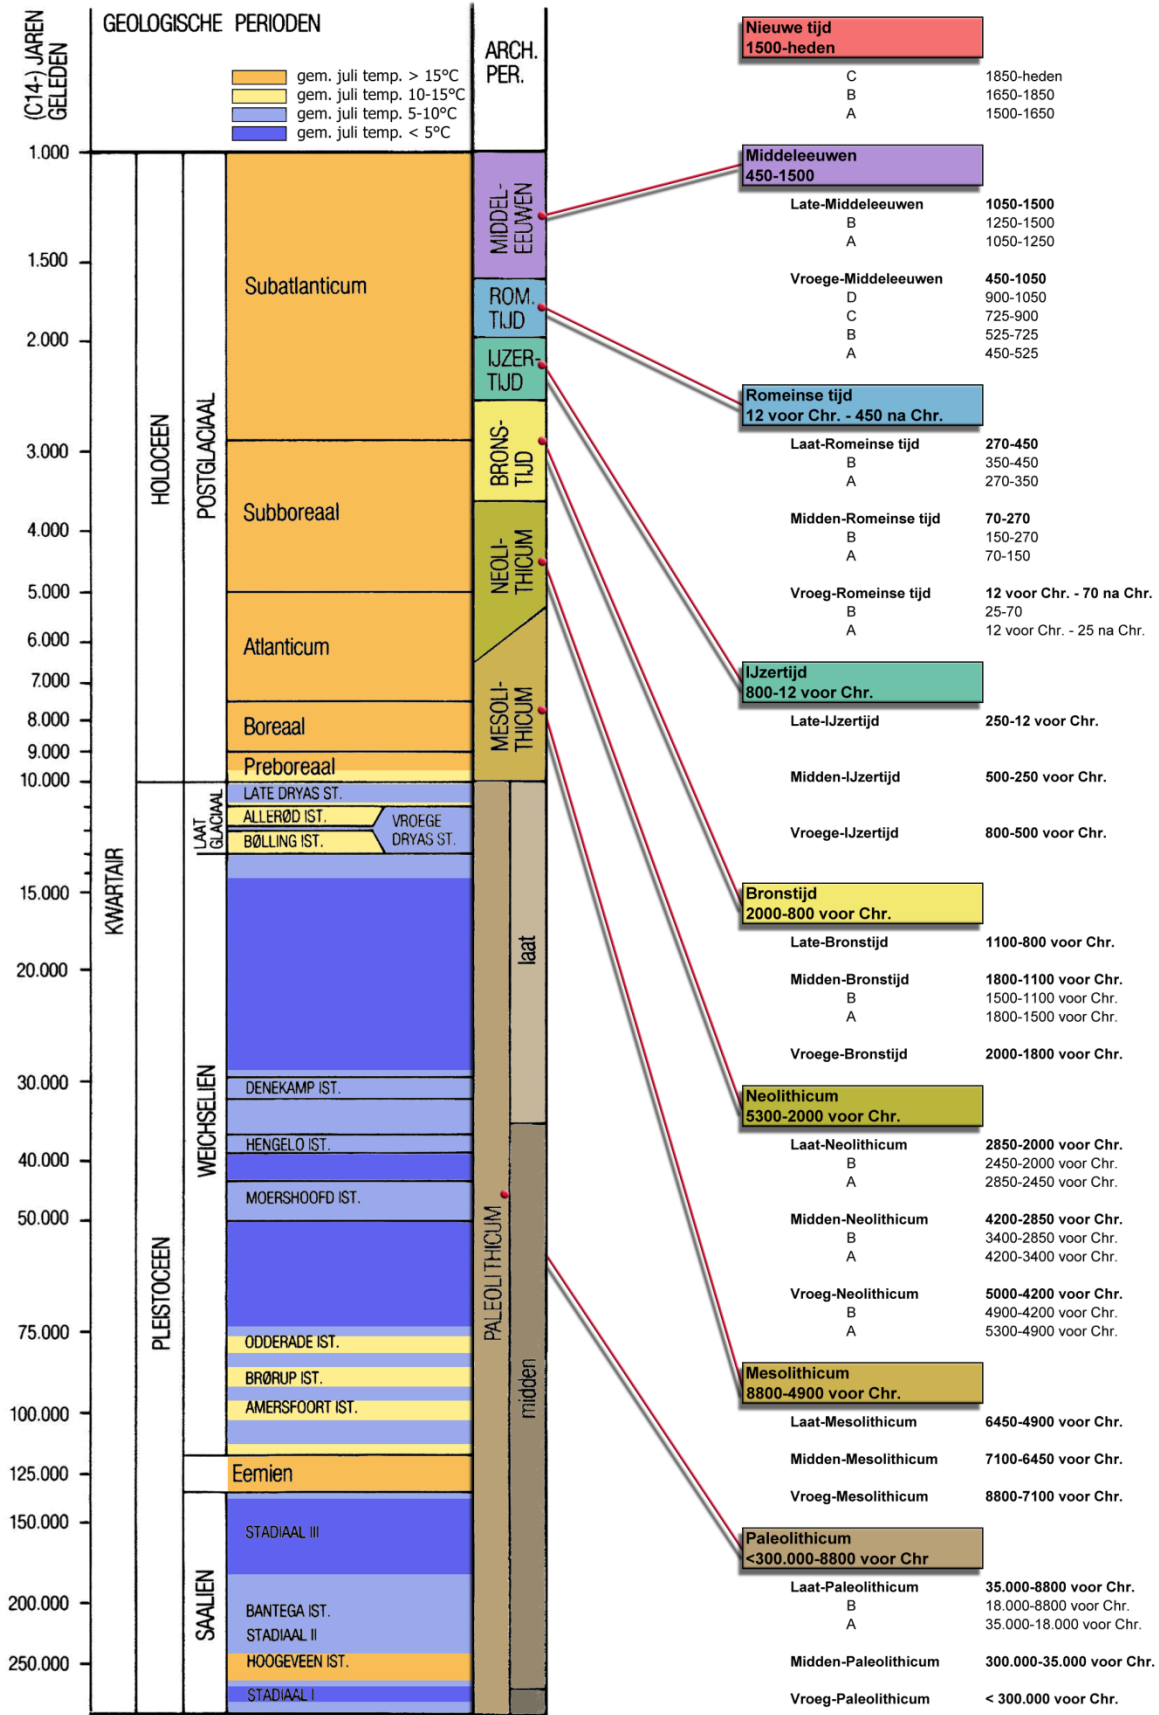 (C14-) JAREN
GELEDEN
GEOLOGISCHE PERIODEN
gem. juli temp. > 15°C
gem. juli temp. 10-15°C
gem. juli temp. 5-10°C
gem. juli temp. < 5°C
ARCH.
PER.
1.000
1.500
2.000
3.000
4.000
5.000
6.000
7.000
8.000
9.000
10.000
15.000
20.000
30.000
40.000
50.000
75.000
100.000
125.000
150.000
200.000
250.000
KWARTAIR
HOLOCEEN
PLEISTOCEEN
POSTGLACIAAL
LAAT
GLACIAAL
WEICHSELIEN
SAALIEN
Subatlanticum
Subboreaal
Atlanticum
Boreaal
Preboreaal
LATE DRYAS ST.
ALLERØD IST.
VROEGE
DRYAS ST.
BØLLING IST.
DENEKAMP IST.
HENGELO IST.
MOERSHOOFD IST.
ODDERADE IST.
BRØRUP IST.
AMERSFOORT IST.
Eemien
STADIAAL III
BANTEGA IST.
STADIAAL II
HOOGEVEEN IST.
STADIAAL I
MIDDEL-
EEUWEN
ROM.
TIJD
IJZER-
TIJD
BRONS-
TIJD
NEOLI-
THICUM
MESOLI-
THICUM
PALEOLITHICUM
laat
midden
Nieuwe tijd
1500-heden
C 1850-heden
B 1650-1850
A 1500-1650
Middeleeuwen
450-1500
Late-Middeleeuwen 1050-1500
B 1250-1500
A 1050-1250
Vroege-Middeleeuwen 450-1050
D 900-1050
C 725-900
B 525-725
A 450-525
Romeinse tijd
12 voor Chr. - 450 na Chr.
Laat-Romeinse tijd 270-450
B 350-450
A 270-350
Midden-Romeinse tijd 70-270
B 150-270
A 70-150
Vroeg-Romeinse tijd 12 voor Chr. - 70 na Chr.
B 25-70
A 12 voor Chr. - 25 na Chr.
IJzertijd
800-12 voor Chr.
Late-IJzertijd 250-12 voor Chr.
Midden-IJzertijd 500-250 voor Chr.
Vroege-IJzertijd 800-500 voor Chr.
Bronstijd
2000-800 voor Chr.
Late-Bronstijd 1100-800 voor Chr.
Midden-Bronstijd 1800-1100 voor Chr.
B 1500-1100 voor Chr.
A 1800-1500 voor Chr.
Vroege-Bronstijd 2000-1800 voor Chr.
Neolithicum
5300-2000 voor Chr.
Laat-Neolithicum 2850-2000 voor Chr.
B 2450-2000 voor Chr.
A 2850-2450 voor Chr.
Midden-Neolithicum 4200-2850 voor Chr.
B 3400-2850 voor Chr.
A 4200-3400 voor Chr.
Vroeg-Neolithicum 5000-4200 voor Chr.
B 4900-4200 voor Chr.
A 5300-4900 voor Chr.
Mesolithicum
8800-4900 voor Chr.
Laat-Mesolithicum 6450-4900 voor Chr.
Midden-Mesolithicum 7100-6450 voor Chr.
Vroeg-Mesolithicum 8800-7100 voor Chr.
Paleolithicum
<300.000-8800 voor Chr
Laat-Paleolithicum 35.000-8800 voor Chr.
B 18.000-8800 voor Chr.
A 35.000-18.000 voor Chr.
Midden-Paleolithicum 300.000-35.000 voor Chr.
Vroeg-Paleolithicum < 300.000 voor Chr.